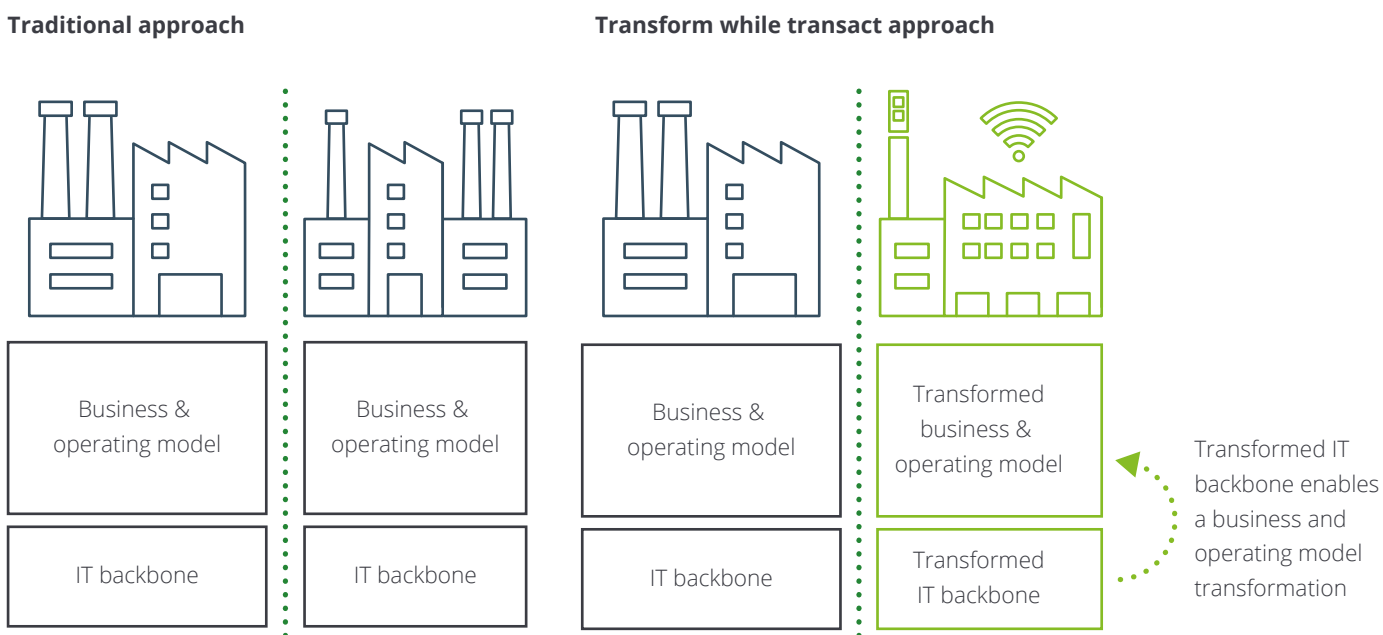 Traditional approach
Transform while transact approach
Business &
operating model
Business &
operating model
Business &
operating model
Transformed
business &
operating model
Transformed IT
backbone enables
a business and
operating model
transformation
IT backbone
IT backbone
IT backbone
Transformed
IT backbone